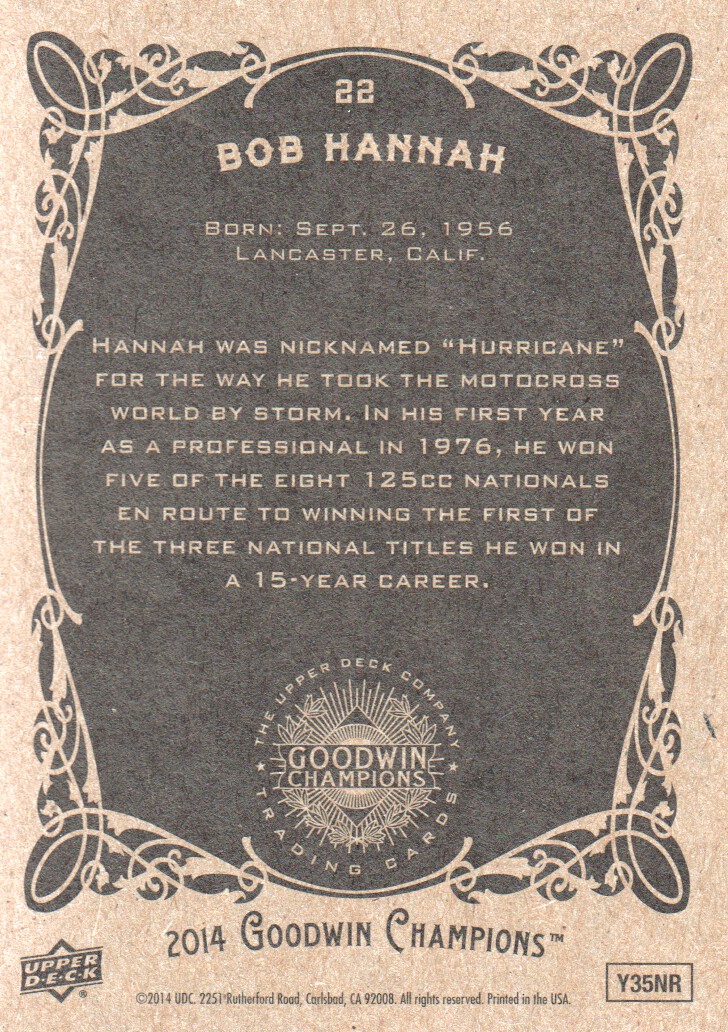 22
BOB HANNAH
BORN: SEPT. 26, 1956
LANCASTER, CALIF.
HANNAH WAS NICKNAMED “HURRICANE”
FOR THE WAY HE TOOK THE MOTOCROSS
WORLD BY STORM. IN HIS FIRST YEAR
AS A PROFESSIONAL IN 1976, HE WON
FIVE OF THE EIGHT 125CC NATIONALS
EN ROUTE TO WINNING THE FIRST OF
THE THREE NATIONAL TITLES HE WON IN
A 15-YEAR CAREER.
THE UPPER DECK COMPANY
GOODWIN
CHAMPIONS
TRADING CARDS
2014 GOODWIN CHAMPIONS™
UPPER
D·E·C·K
®
©2014 UDC. 2251 Rutherford Road, Carlsbad, CA 92008. All rights reserved. Printed in the USA.
Y35NR